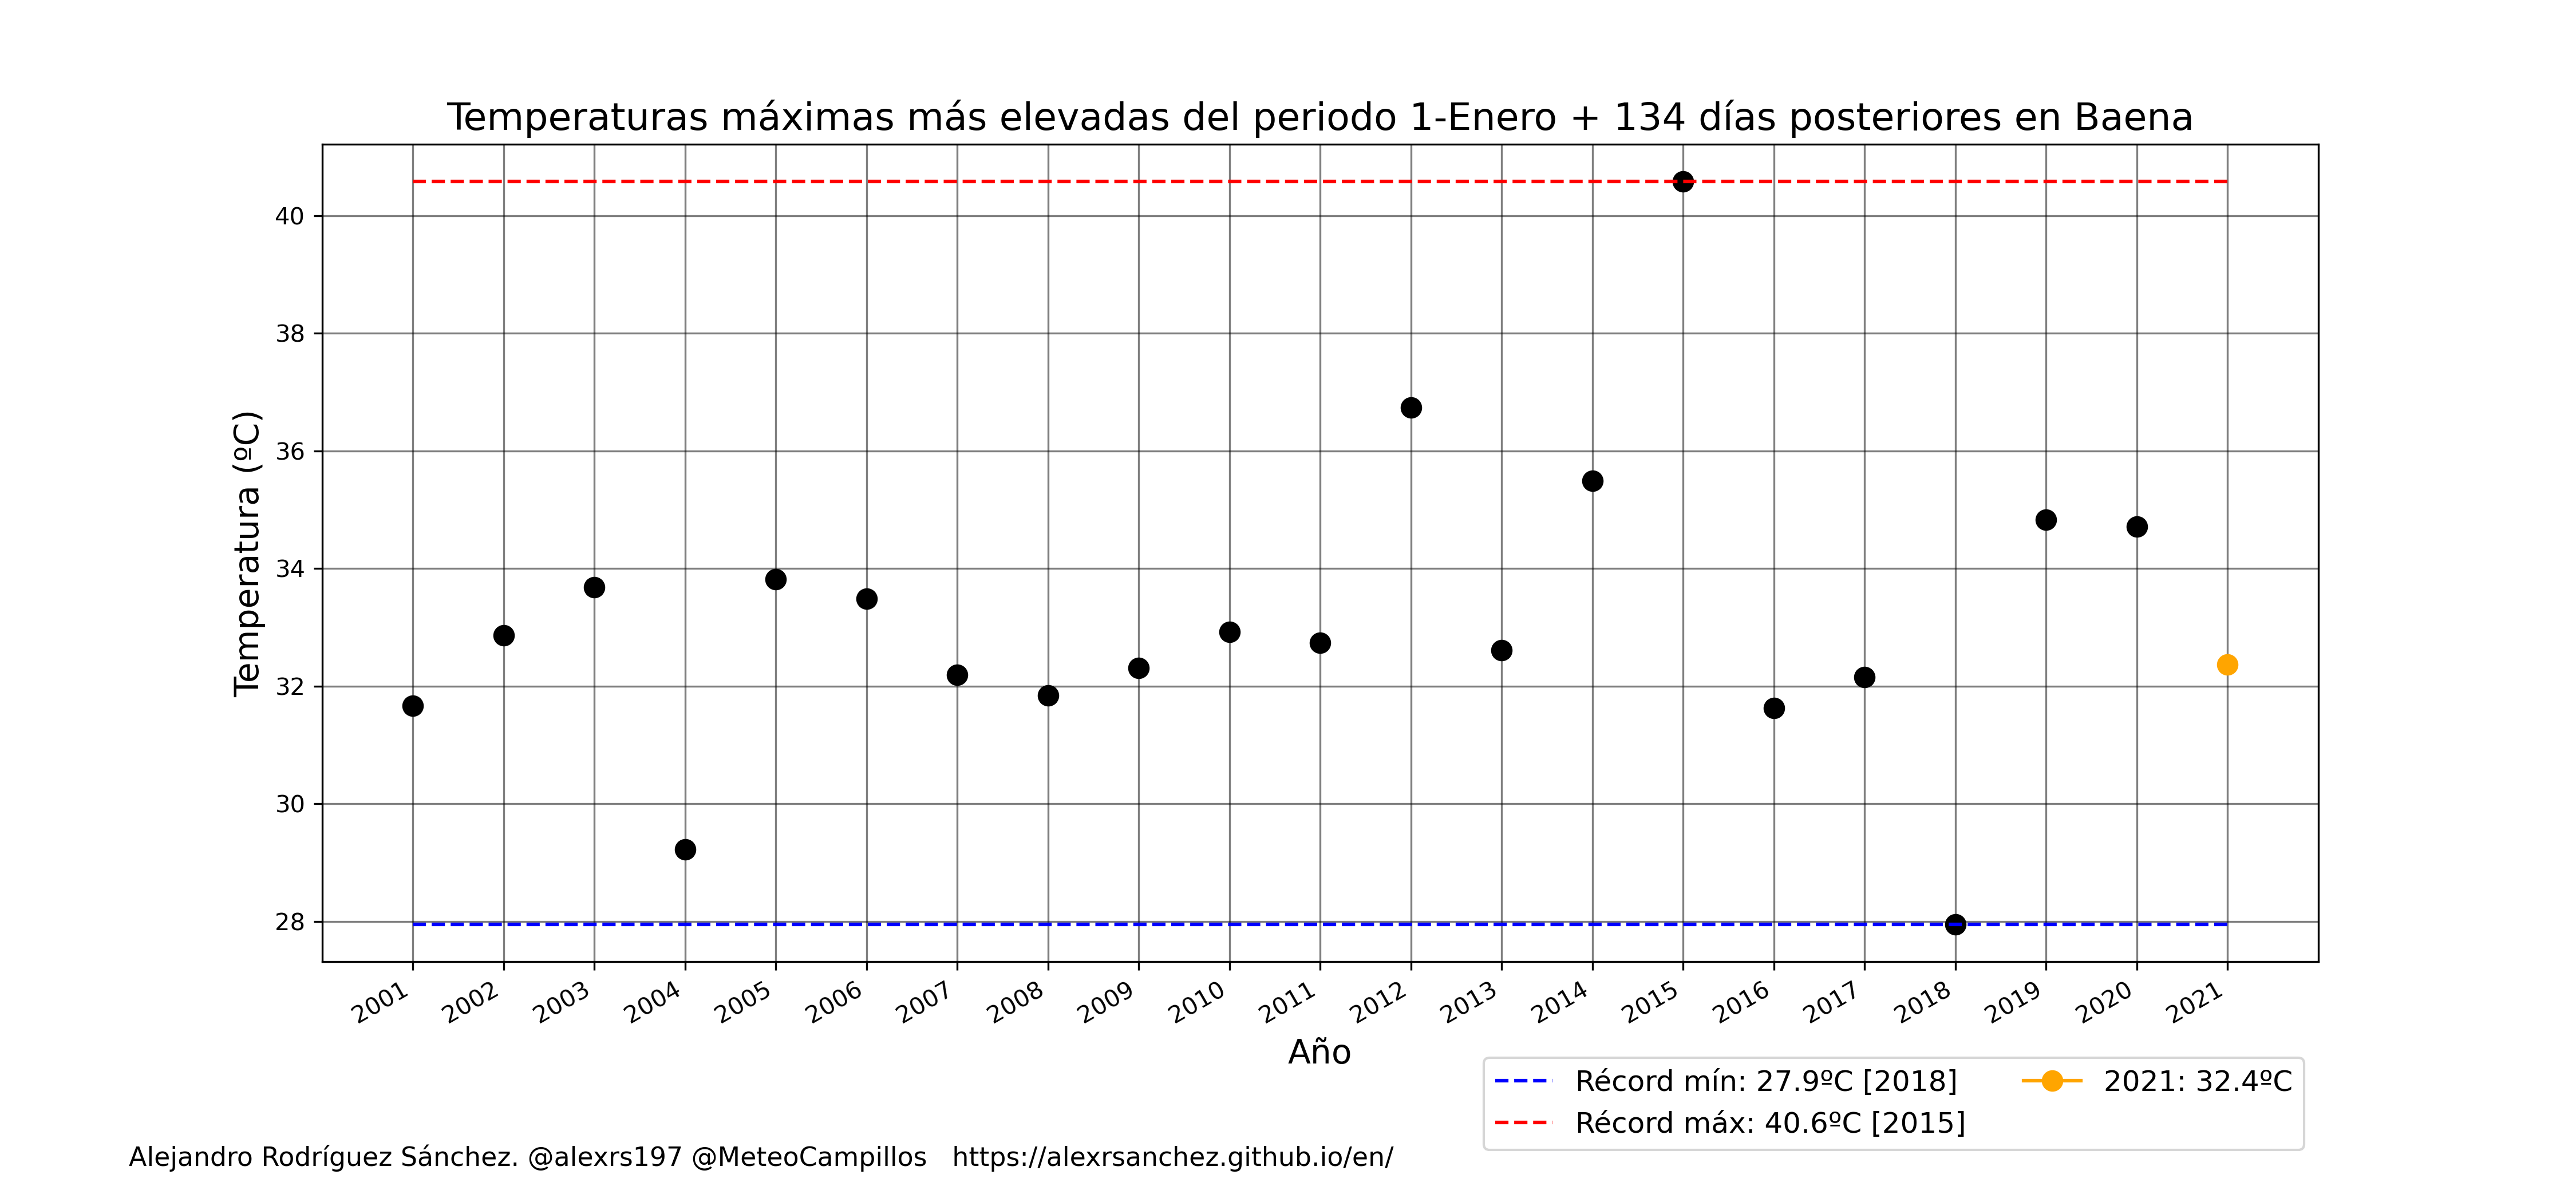 Temperaturas máximas más elevadas del periodo 1-Enero + 134 días posteriores en Baena
Temperatura (ºC)
40
38
36
34
32
30
28
2001 2002 2003 2004 2005 2006 2007 2008 2009 2010 2011 2012 2013 2014 2015 2016 2017 2018 2019 2020 2021
Año
Récord mín: 27.9ºC [2018]
Récord máx: 40.6ºC [2015]
2021: 32.4ºC
Alejandro Rodríguez Sánchez. @alexrs197 @MeteoCampillos https://alexrsanchez.github.io/en/